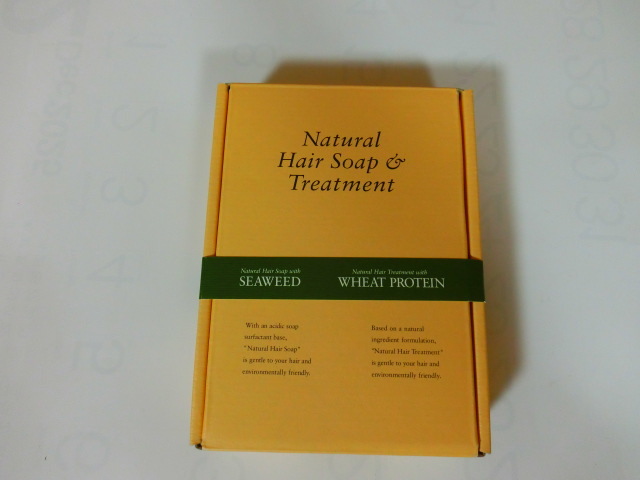 Natural
Hair Soap &
Treatment
Natural Hair Soap with
SEAWEED
Natural Hair Treatment with
WHEAT PROTEIN
With an acidic soap
surfactant base,
"Natural Hair Soap"
is gentle to your hair and
environmentally friendly.
Based on a natural
ingredient formulation,
"Natural Hair Treatment"
is gentle to your hair and
environmentally friendly.